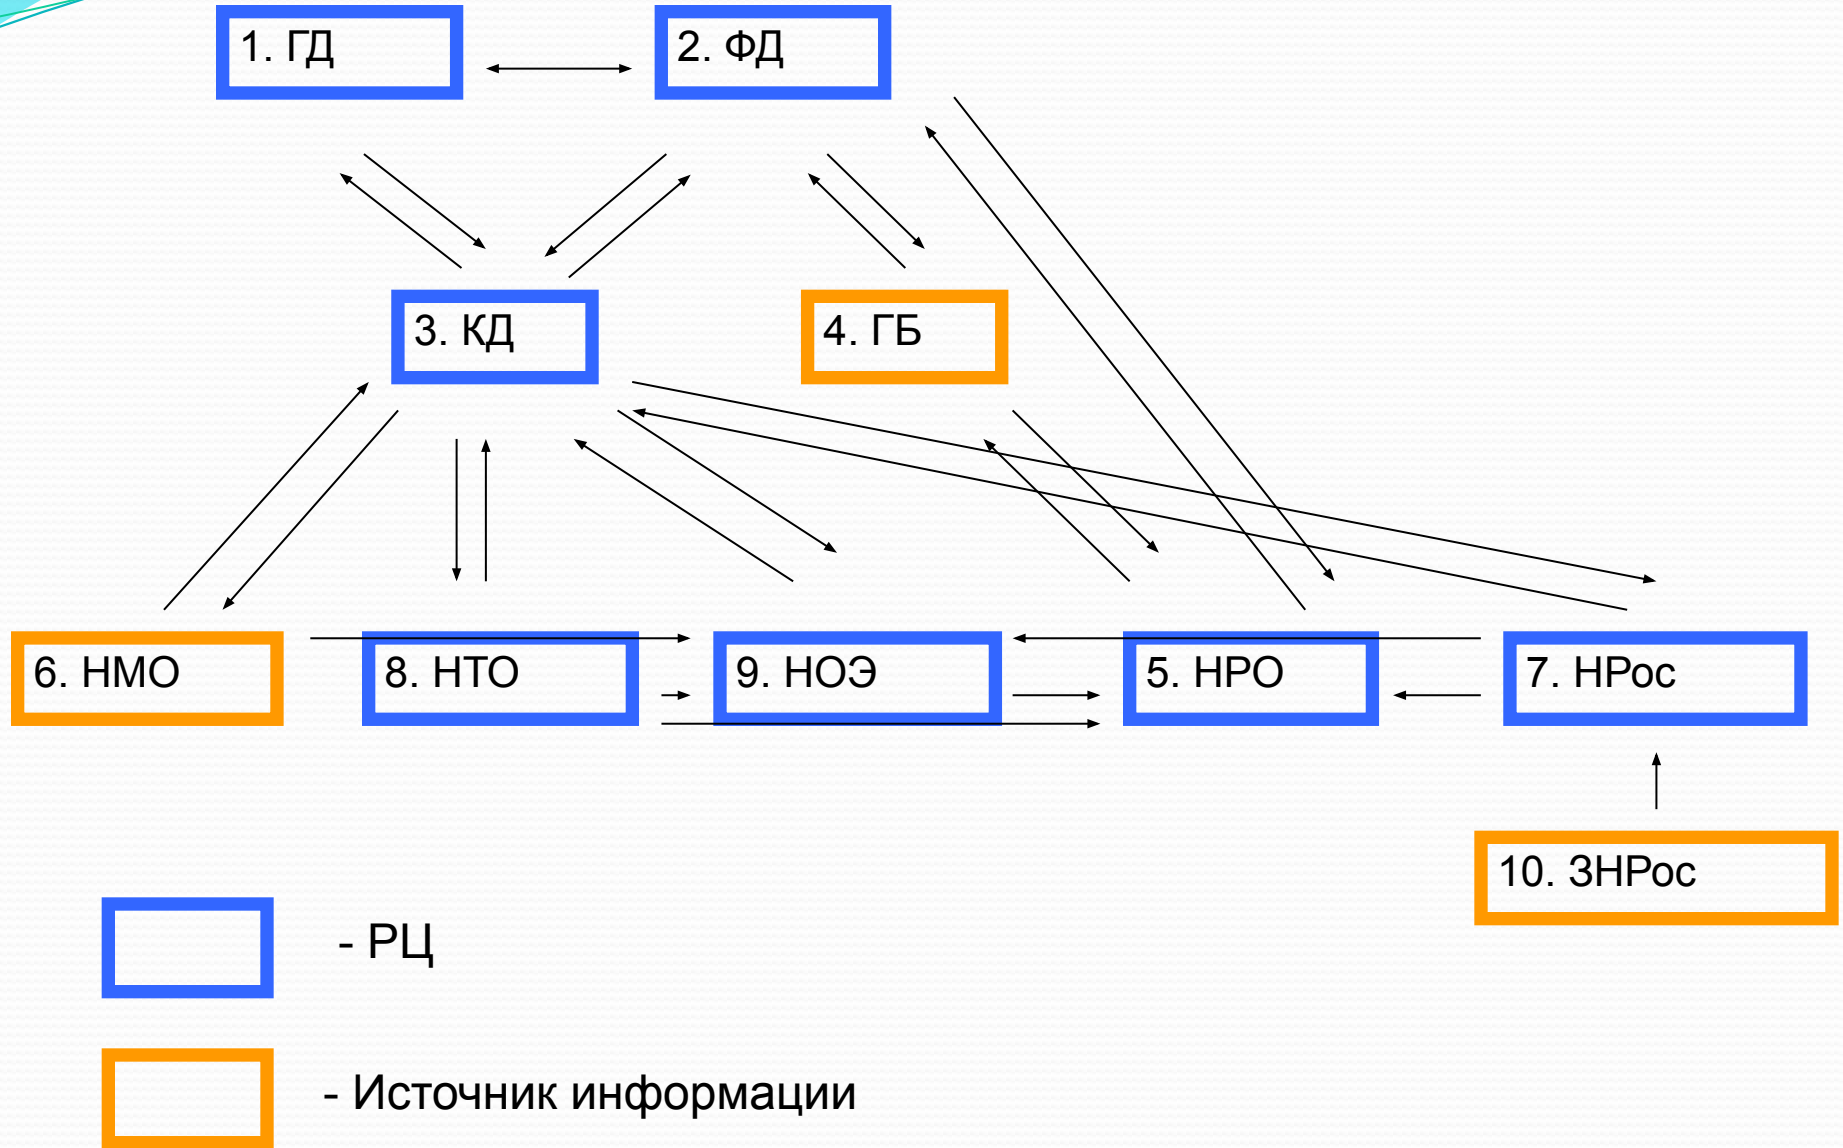 1. ГД
2. ФД
3. КД
4. ГБ
6. НМО
8. НТО
9. НОЭ
5. НРО
7. НРос
10. ЗНРос
- РЦ
- Источник информации